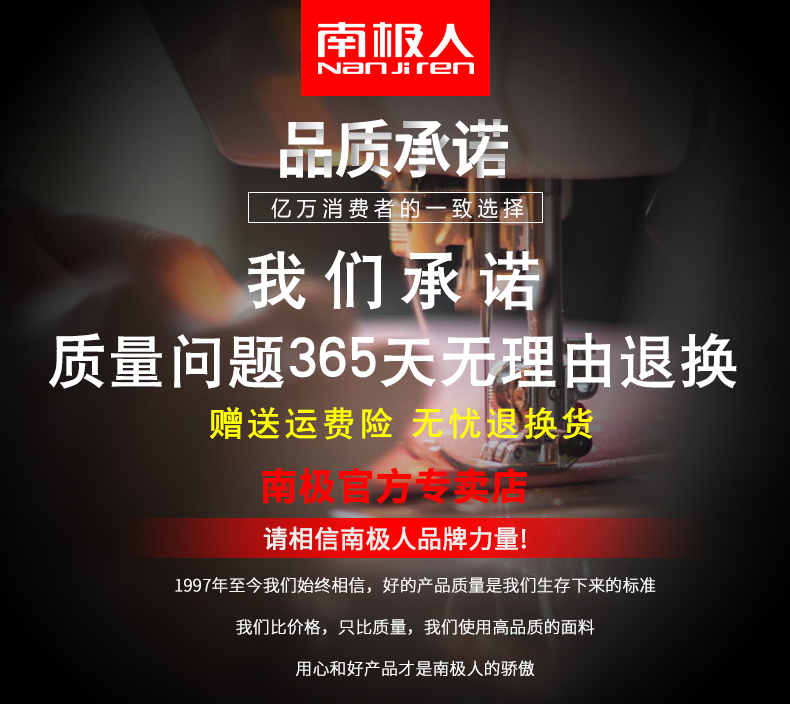 南极人
NanJiren
品质承诺
亿万消费者的一致选择
我们承诺
质量问题365天无理由退换
赠送运费险 无忧退换货
南极官方专卖店
请相信南极人品牌力量!
1997年至今我们始终相信，好的产品质量是我们生存下来的标准
我们比价格，只比质量，我们使用高品质的面料
用心和好产品才是南极人的骄傲